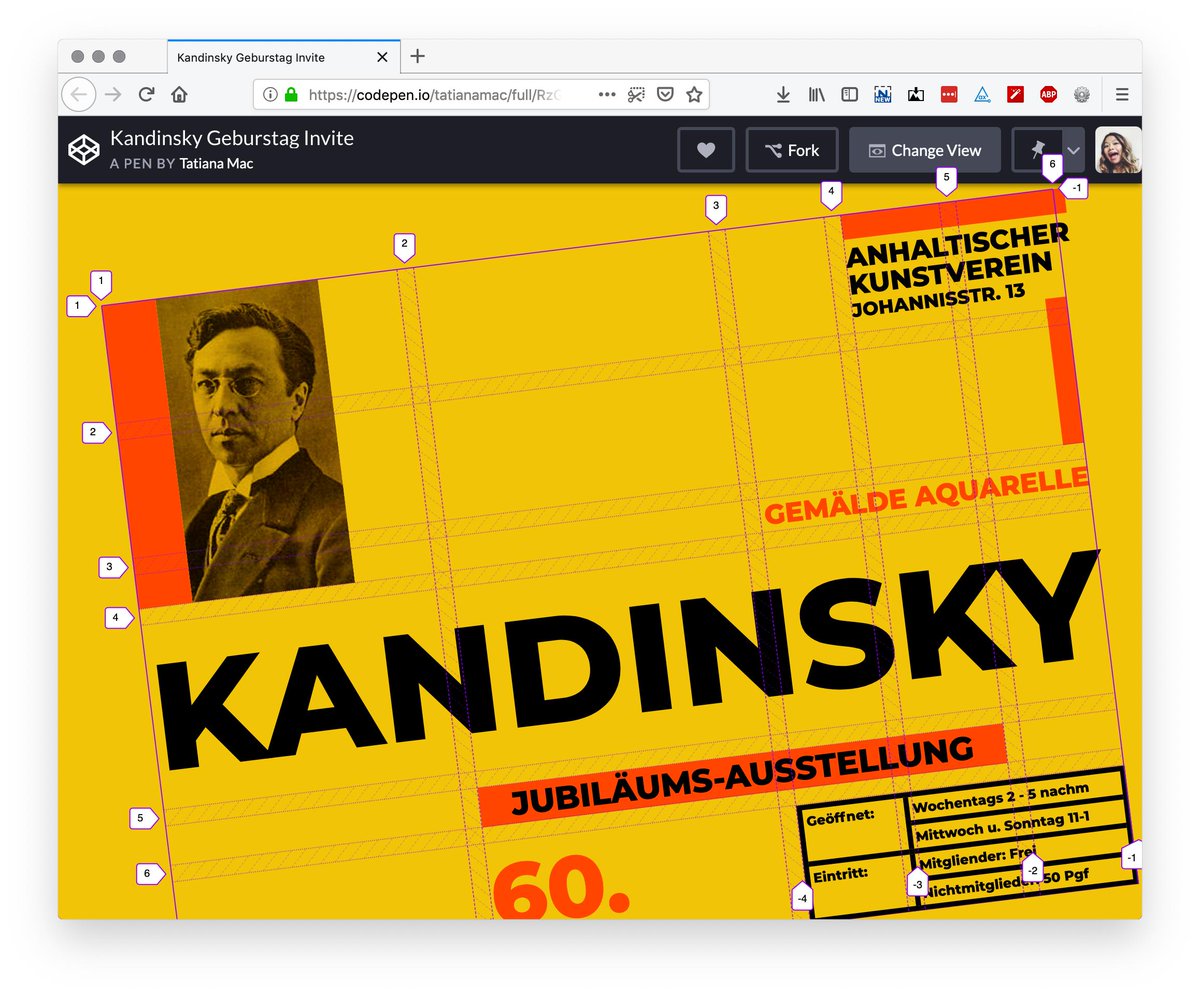 Kandinsky Geburstag Invite
https://codepen.io/tatianamac/full/Rz
NEW
ABP
Kandinsky Geburstag Invite
A PEN BY Tatiana Mac
Fork
Change View
1
2
3
4
5
6
-1
1
2
3
4
5
6
ANHALTISCHER
KUNSTVEREIN
JOHANNISSTR. 13
GEMÄLDE AQUARELLE
KANDINSKY
JUBILÄUMS-AUSSTELLUNG
60.
Geöffnet:
Wochentags 2 - 5 nachm
Mittwoch u. Sonntag 11-1
Eintritt:
Mitgliender: Frei
Nichtmitglieder 50 Pgf
-4
-3
-2
-1